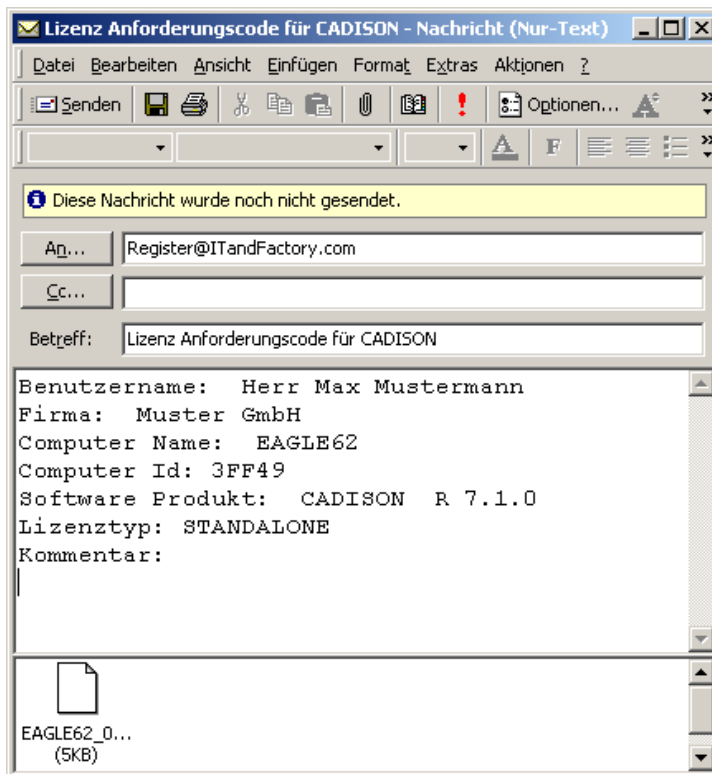 Lizenz Anforderungscode für CADISON - Nachricht (Nur-Text)
Datei Bearbeiten Ansicht Einfügen Format Extras Aktionen ?
Senden Optionen... A
A F
Diese Nachricht wurde noch nicht gesendet.
An... Register@ITandFactory.com
Cc...
Betreff: Lizenz Anforderungscode für CADISON
Benutzername: Herr Max Mustermann
Firma: Muster GmbH
Computer Name: EAGLE62
Computer Id: 3FF49
Software Produkt: CADISON R 7.1.0
Lizenztyp: STANDALONE
Kommentar:
EAGLE62_0...
(5KB)